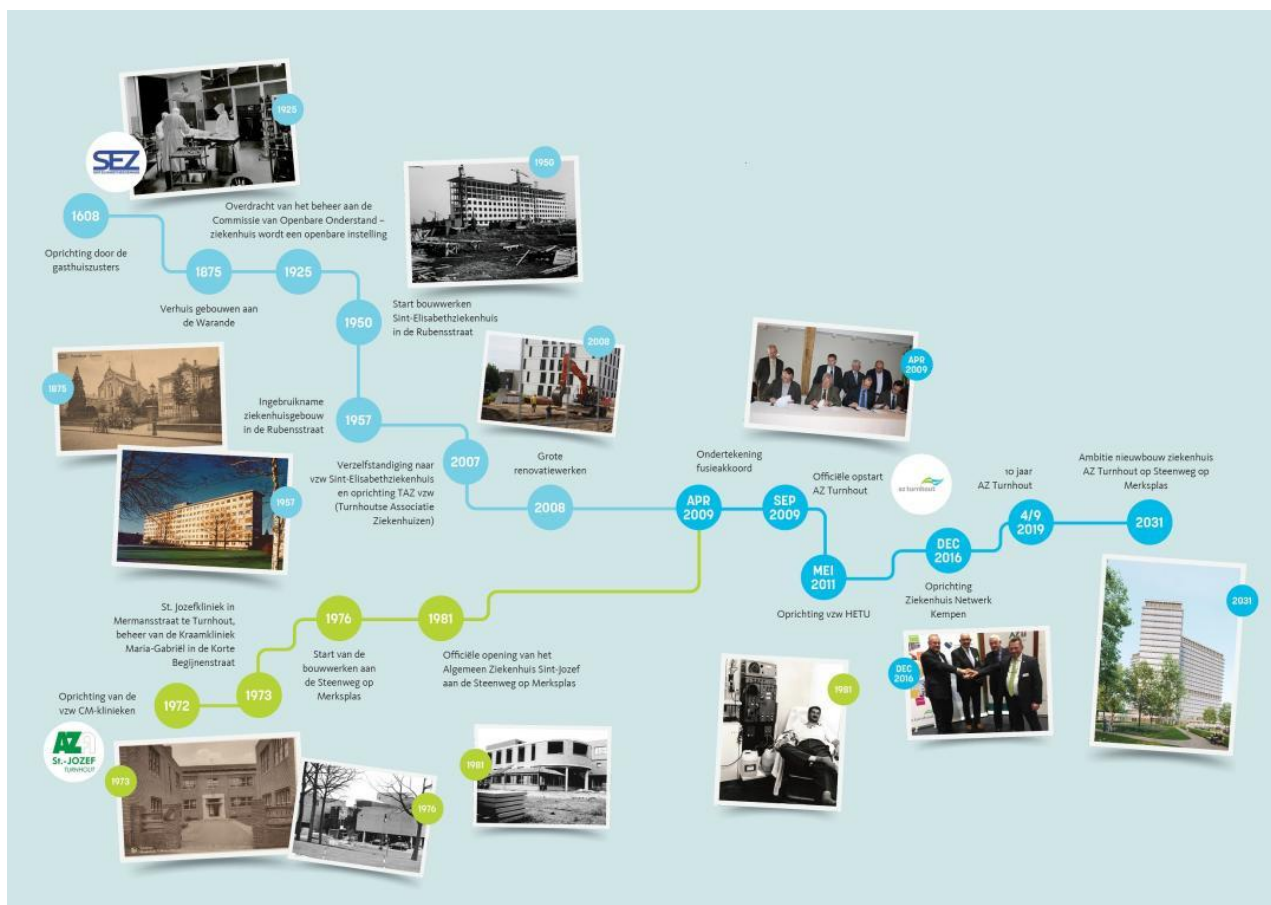 1925
SEZ
1950
1608
Oprichting door de
gasthuiszusters
Overdracht van het beheer aan de
Commissie van Openbare Onderstand –
ziekenhuis wordt een openbare instelling
1875
1925
Verhuis gebouwen aan
de Warande
1950
Start bouwwerken
Sint-Elisabethziekenhuis
in de Rubensstraat
2008
APR
2009
1875
Ingebruikname
ziekenhuisgebouw
in de Rubensstraat
1957
1957
Verzelfstandiging naar
vzw Sint-Elisabethziekenhuis
en oprichting TAZ vzw
(Turnhoutse Associatie
Ziekenhuizen)
2007
Grote
renovatiewerken
2008
Ondertekening
fusieakkoord
APR
2009
Officiële opstart
AZ Turnhout
az turnhout
SEP
2009
MEI
2011
Oprichting vzw HETU
DEC
2016
Oprichting
Ziekenhuis Netwerk
Kempen
10 jaar
AZ Turnhout
4/9
2019
Ambitie nieuwbouw ziekenhuis
AZ Turnhout op Steenweg op
Merksplas
2031
2031
DEC
2016
St. Jozefkliniek in
Mermansstraat te Turnhout,
beheer van de Kraamkliniek
Maria-Gabriël in de Korte
Begijnenstraat
1976
Start van de
bouwwerken aan
de Steenweg op
Merksplas
1981
Officiële opening van het
Algemeen Ziekenhuis Sint-Jozef
aan de Steenweg op Merksplas
Oprichting van de
vzw CM-klinieken
1972
1973
AZ
St.-JOZEF
TURNHOUT
1973
1976
1981
1981